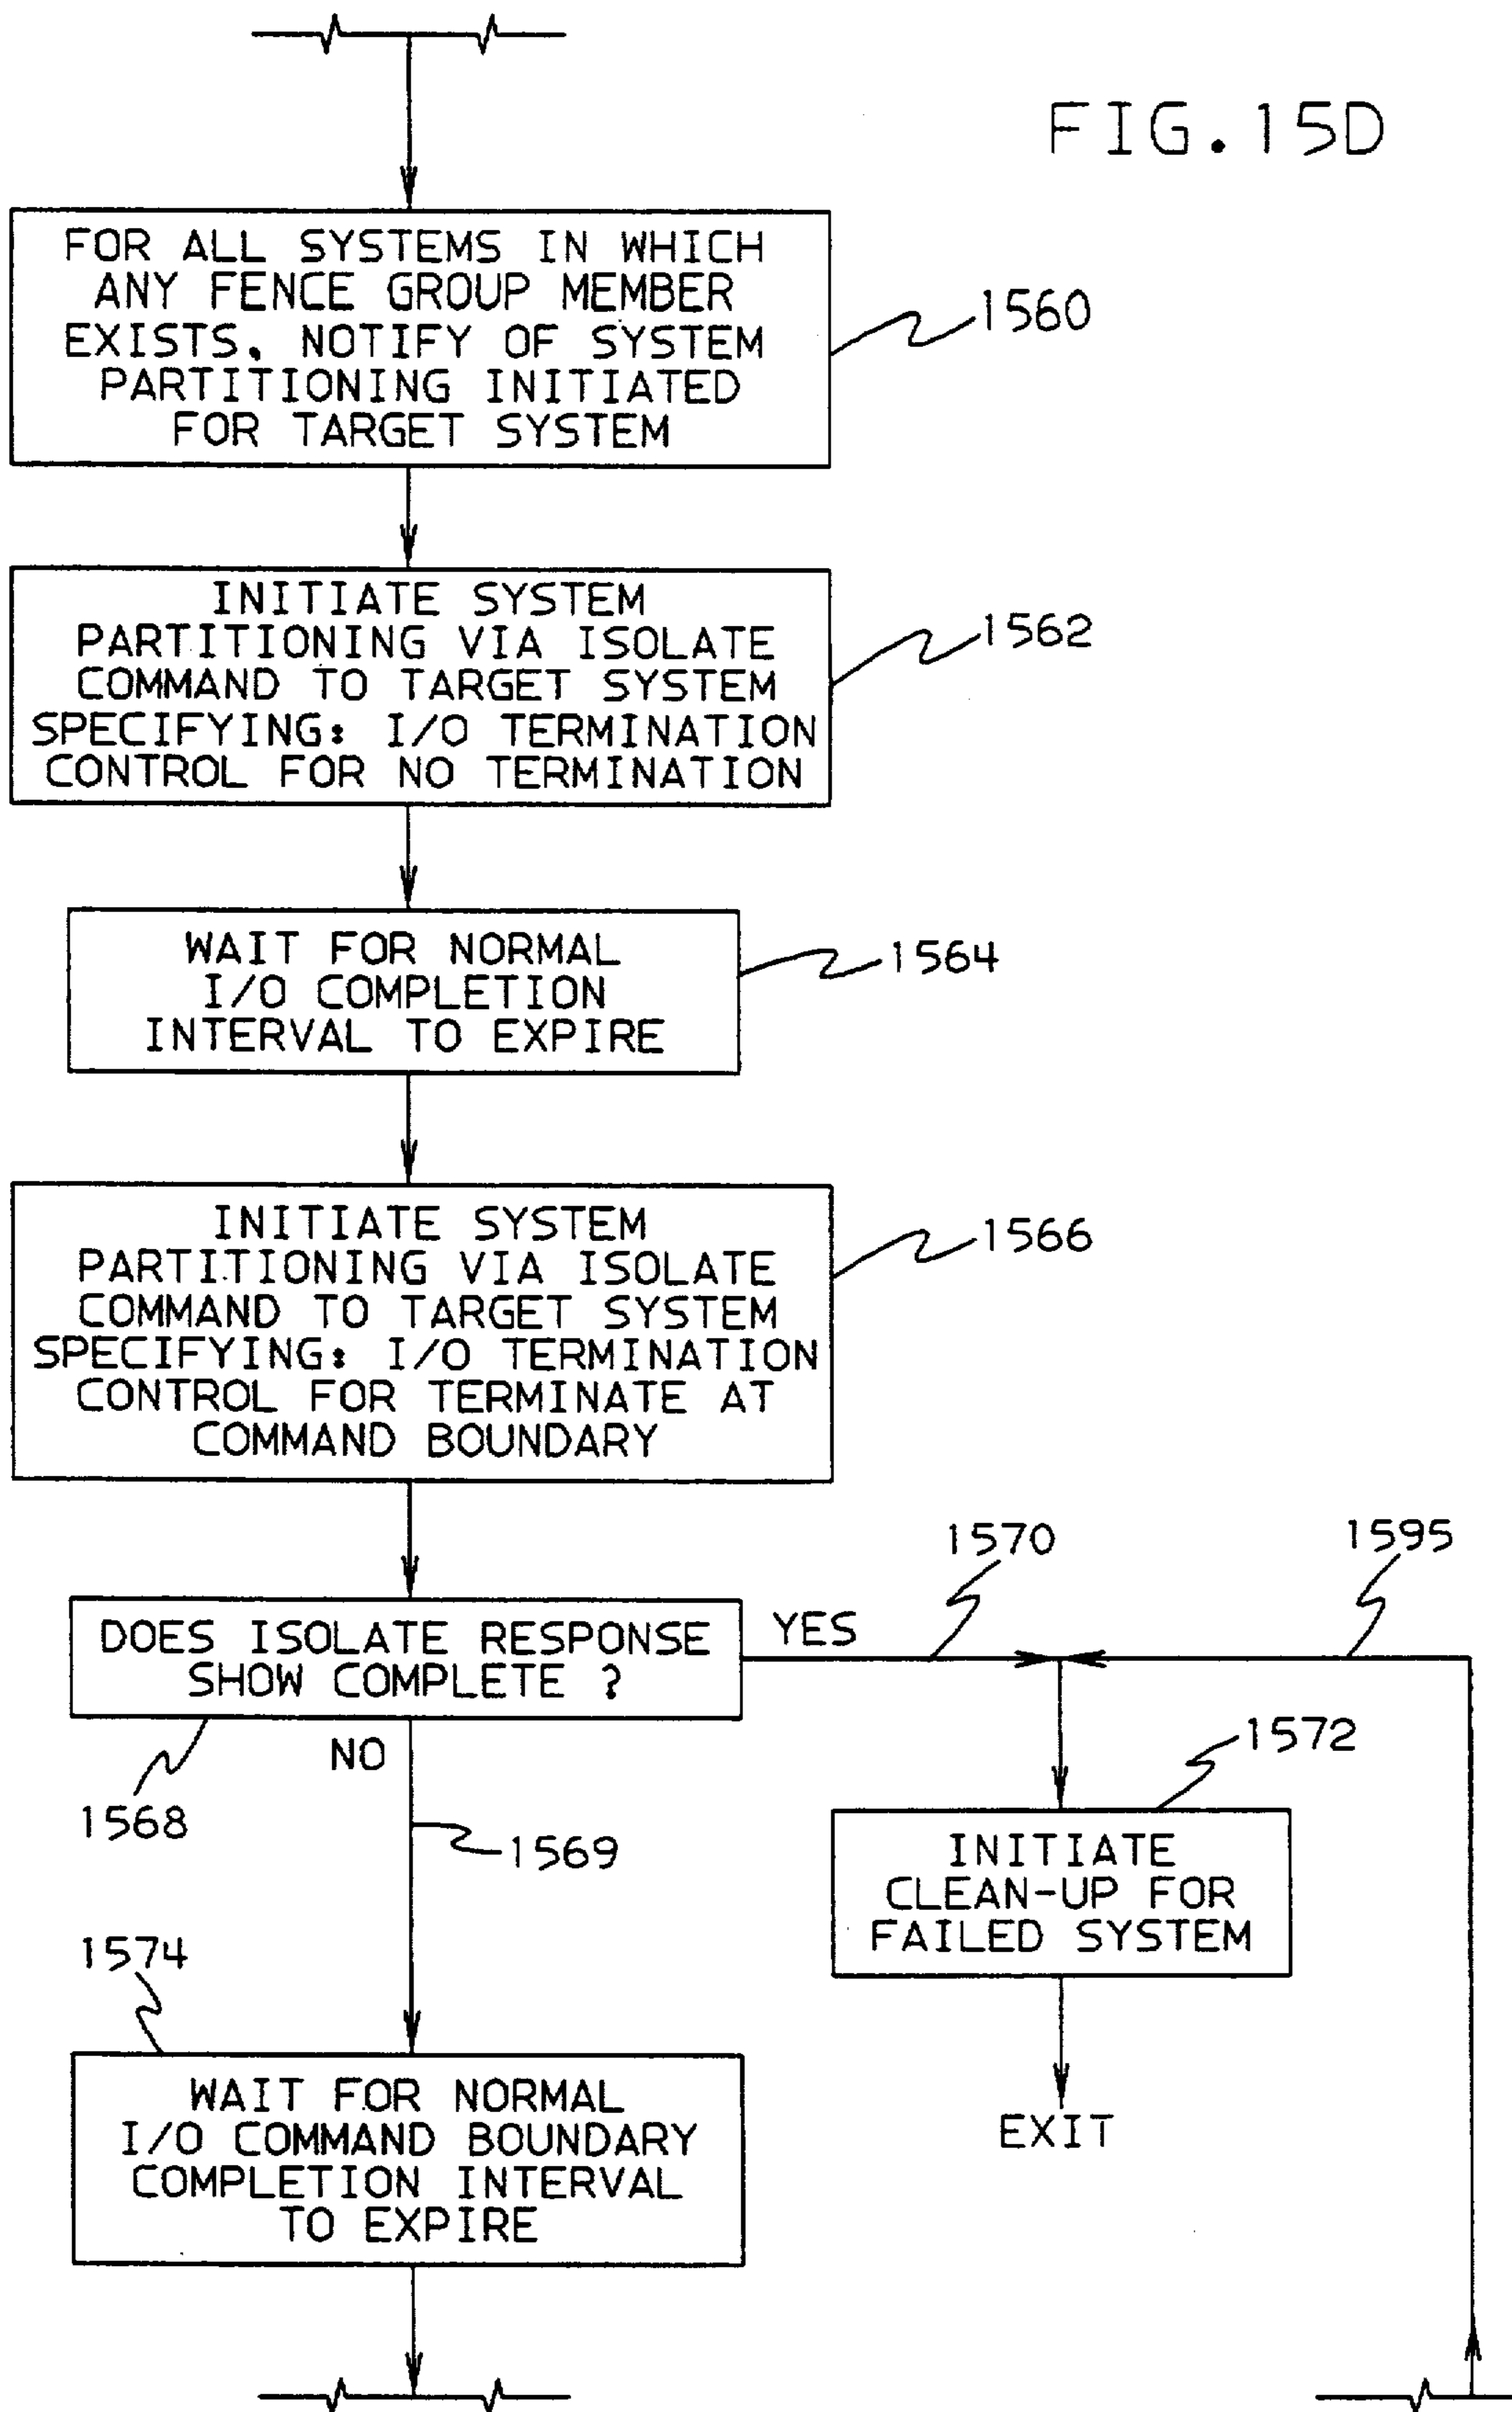 FIG.15D
FOR ALL SYSTEMS IN WHICH
ANY FENCE GROUP MEMBER
EXISTS, NOTIFY OF SYSTEM
PARTITIONING INITIATED
FOR TARGET SYSTEM
1560
INITIATE SYSTEM
PARTITIONING VIA ISOLATE
COMMAND TO TARGET SYSTEM
SPECIFYING: I/O TERMINATION
CONTROL FOR NO TERMINATION
1562
WAIT FOR NORMAL
I/O COMPLETION
INTERVAL TO EXPIRE
1564
INITIATE SYSTEM
PARTITIONING VIA ISOLATE
COMMAND TO TARGET SYSTEM
SPECIFYING: I/O TERMINATION
CONTROL FOR TERMINATE AT
COMMAND BOUNDARY
1566
DOES ISOLATE RESPONSE
SHOW COMPLETE ?
YES
1570
1595
NO
1568
1569
1572
INITIATE
CLEAN-UP FOR
FAILED SYSTEM
EXIT
1574
WAIT FOR NORMAL
I/O COMMAND BOUNDARY
COMPLETION INTERVAL
TO EXPIRE